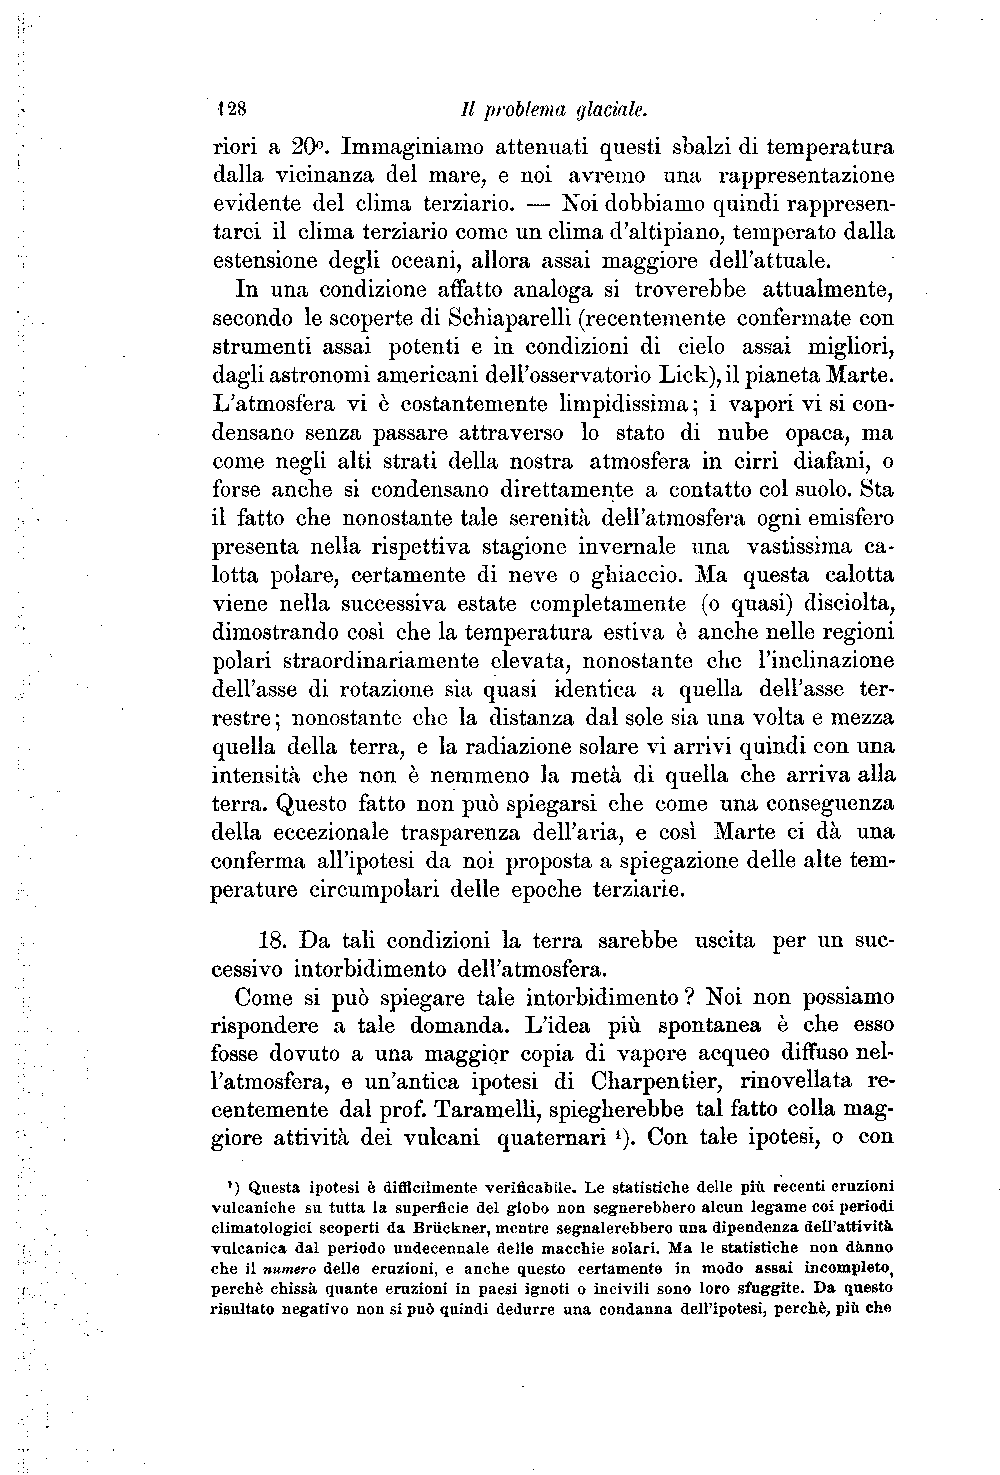 128
Il problema glaciale.
riori a 20º. Immaginiamo attenuati questi sbalzi di temperatura
dalla vicinanza del mare, e noi avremo una rappresentazione
evidente del clima terziario. — Noi dobbiamo quindi rappresen-
tarci il clima terziario come un clima d'altipiano, temperato dalla
estensione degli oceani, allora assai maggiore dell'attuale.
In una condizione affatto analoga si troverebbe attualmente,
secondo le scoperte di Schiaparelli (recentemente confermate con
strumenti assai potenti e in condizioni di cielo assai migliori,
dagli astronomi americani dell'osservatorio Lick), il pianeta Marte.
L'atmosfera vi è costantemente limpidissima; i vapori vi si con-
densano senza passare attraverso lo stato di nube opaca, ma
come negli alti strati della nostra atmosfera in cirri diafani, o
forse anche si condensano direttamente a contatto col suolo. Sta
il fatto che nonostante tale serenità dell'atmosfera ogni emisfero
presenta nella rispettiva stagione invernale una vastissima ca-
lotta polare, certamente di neve o ghiaccio. Ma questa calotta
viene nella successiva estate completamente (o quasi) disciolta,
dimostrando così che la temperatura estiva è anche nelle regioni
polari straordinariamente elevata, nonostante che l'inclinazione
dell'asse di rotazione sia quasi identica a quella dell'asse ter-
restre; nonostante che la distanza dal sole sia una volta e mezza
quella della terra, e la radiazione solare vi arrivi quindi con una
intensità che non è nemmeno la metà di quella che arriva alla
terra. Questo fatto non può spiegarsi che come una conseguenza
della eccezionale trasparenza dell'aria, e così Marte ci dà una
conferma all'ipotesi da noi proposta a spiegazione delle alte tem-
perature circumpolari delle epoche terziarie.
18. Da tali condizioni la terra sarebbe uscita per un suc-
cessivo intorbidimento dell'atmosfera.
Come si può spiegare tale intorbidimento? Noi non possiamo
rispondere a tale domanda. L'idea più spontanea è che esso
fosse dovuto a una maggior copia di vapore acqueo diffuso nel-
l'atmosfera, e un'antica ipotesi di Charpentier, rinovellata re-
centemente dal prof. Taramelli, spiegherebbe tal fatto colla mag-
giore attività dei vulcani quaternari ¹). Con tale ipotesi, o con
¹) Questa ipotesi è difficilmente verificabile. Le statistiche delle più recenti eruzioni
vulcaniche su tutta la superficie del globo non segnerebbero alcun legame coi periodi
climatologici scoperti da Brückner, mentre segnalerebbero una dipendenza dell'attività
vulcanica dal periodo undecennale delle macchie solari. Ma le statistiche non dànno
che il numero delle eruzioni, e anche questo certamente in modo assai incompleto,
perchè chissà quante eruzioni in paesi ignoti o incivili sono loro sfuggite. Da questo
risultato negativo non si può quindi dedurre una condanna dell'ipotesi, perchè, più che